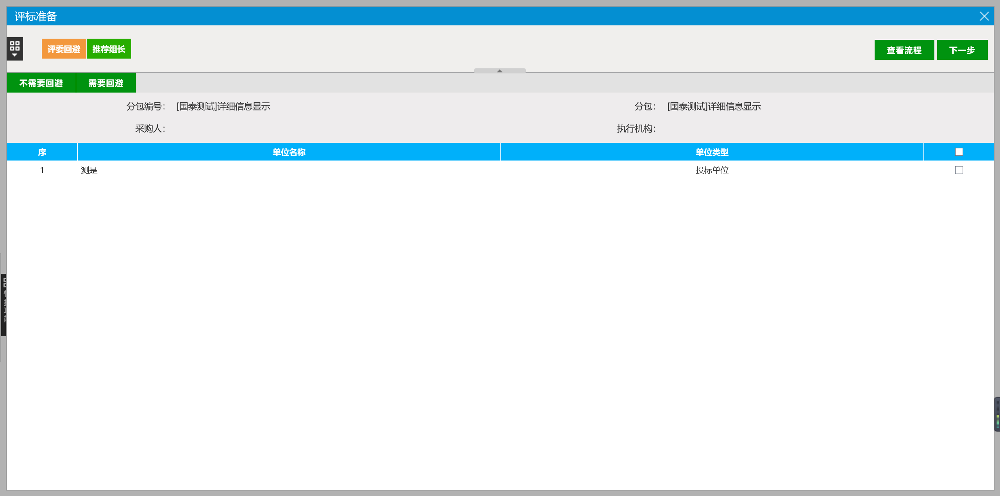 评标准备
评委回避 推荐组长 查看流程 下一步
不需要回避 需要回避
分包编号： [国泰测试]详细信息显示 分包： [国泰测试]详细信息显示
采购人： 执行机构：
序 单位名称 单位类型
1 测是 投标单位